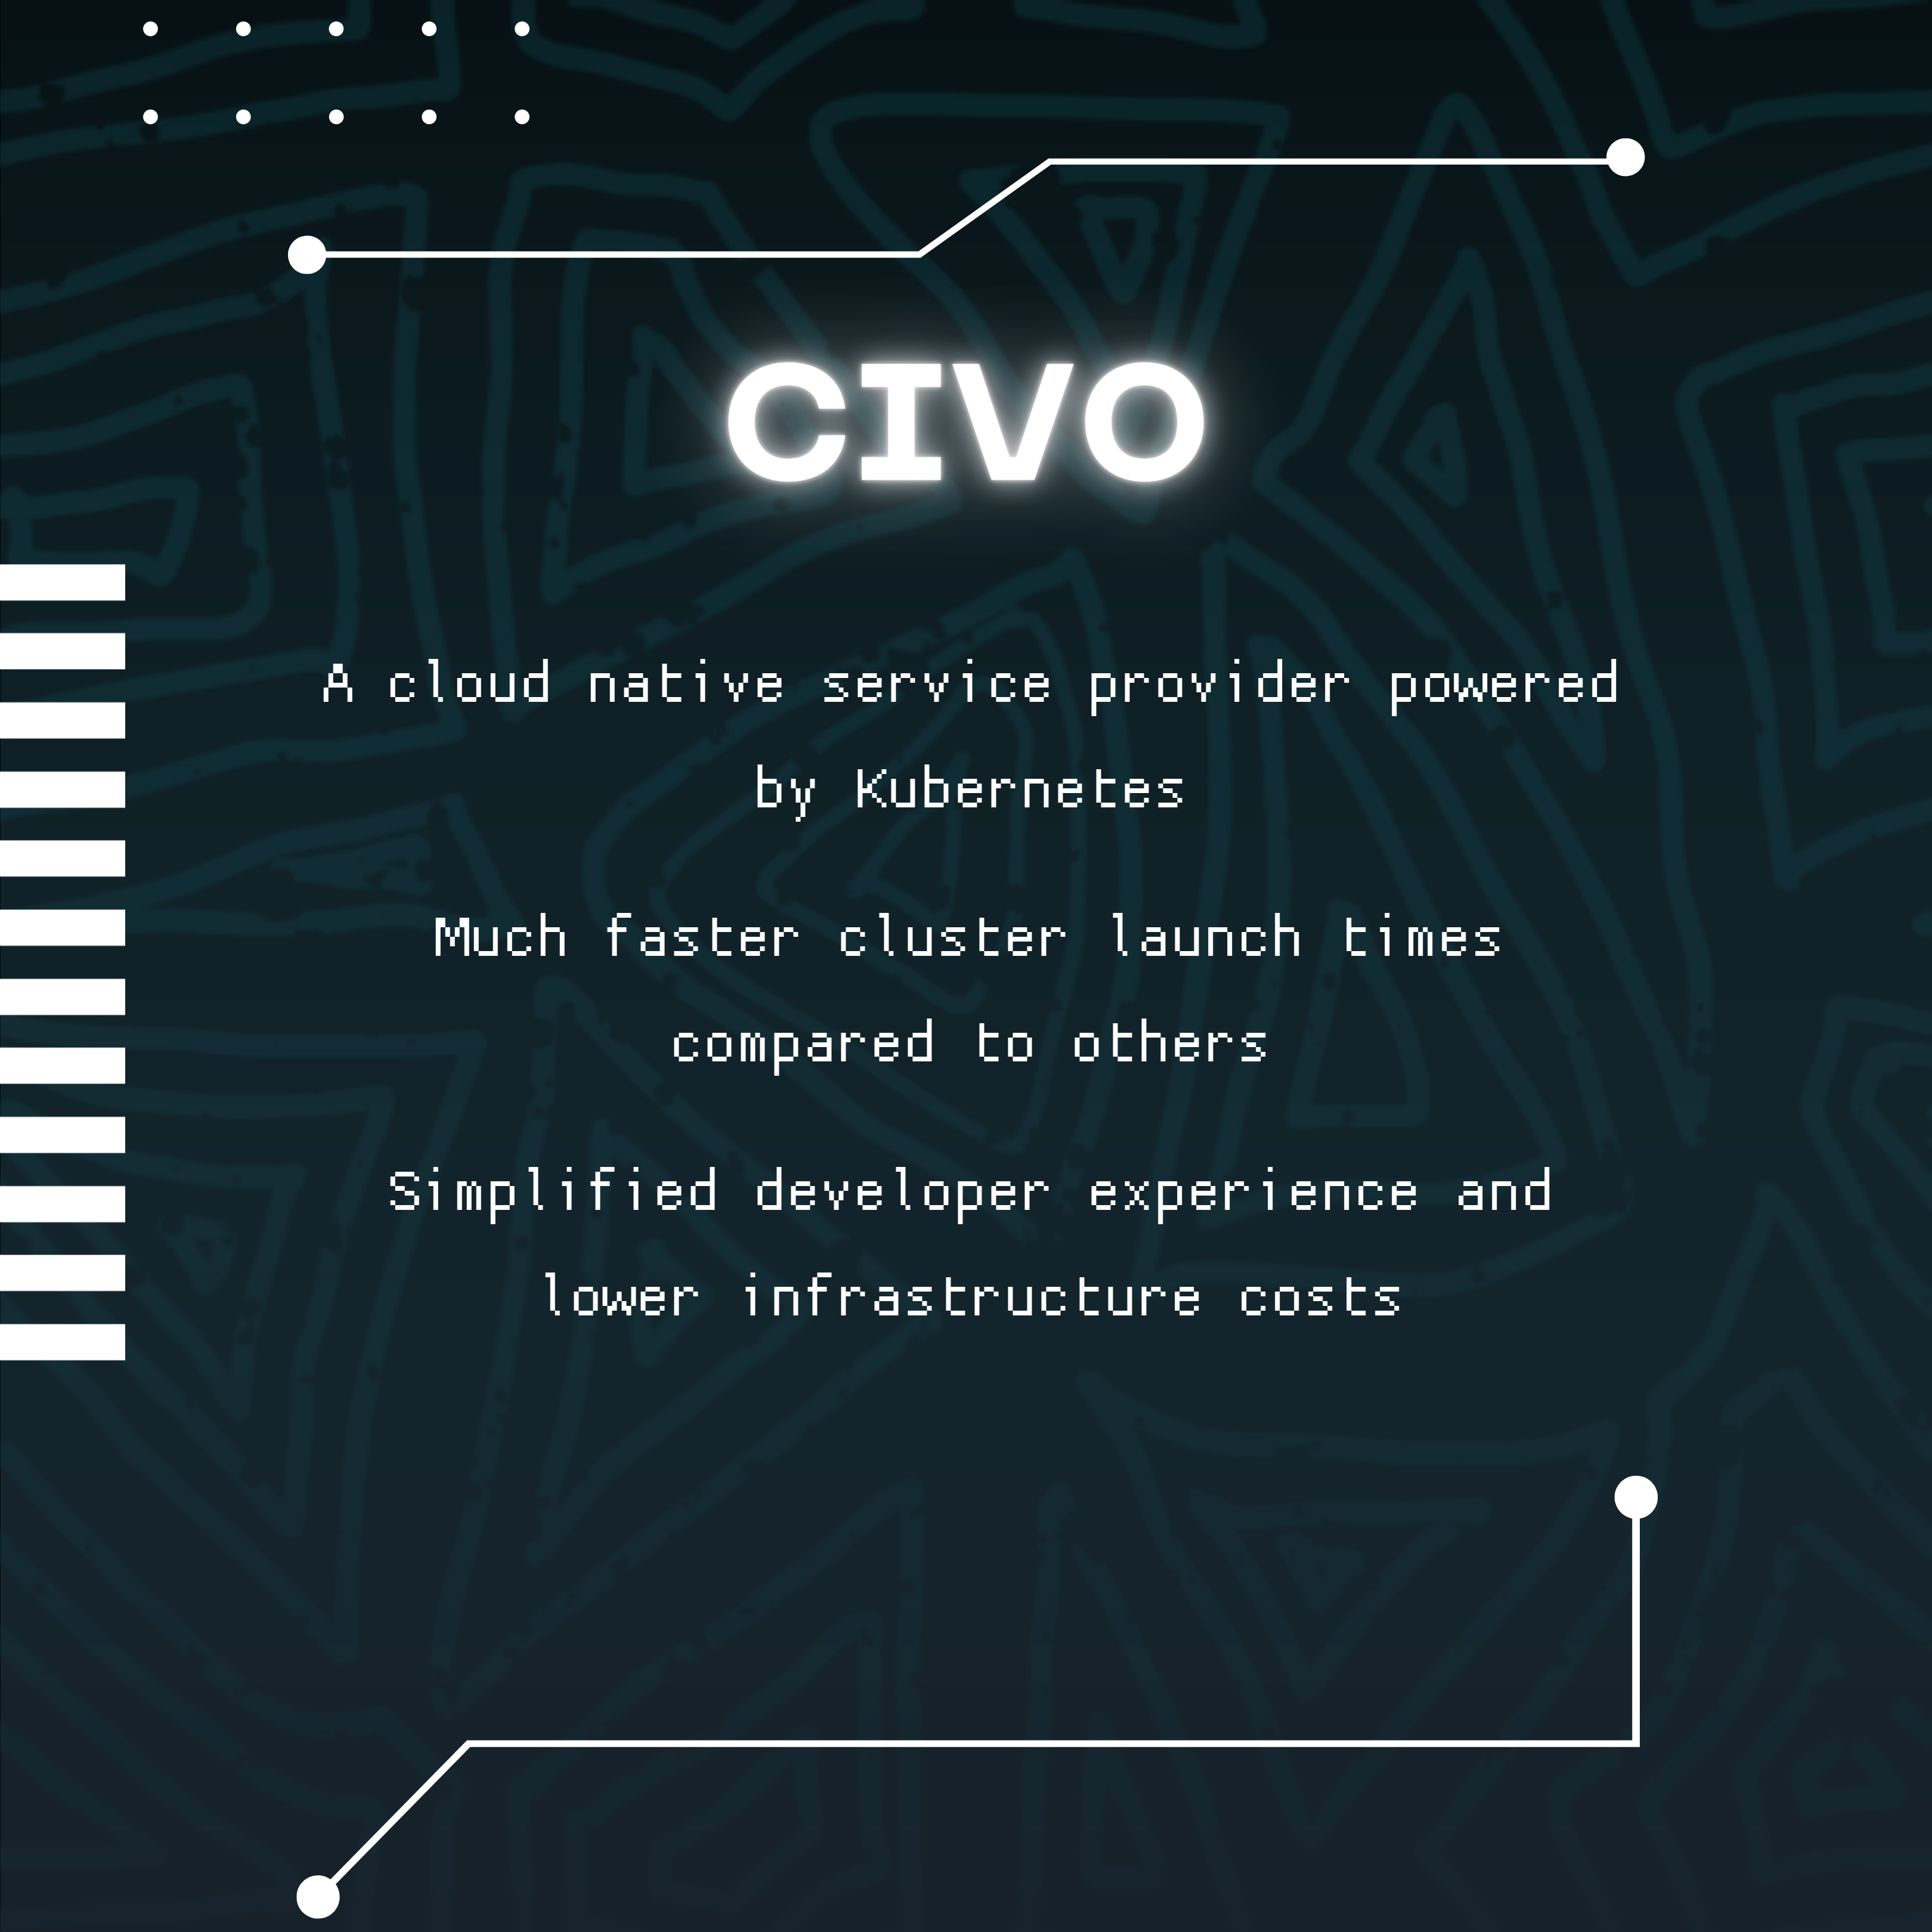 CIVO
A cloud native service provider powered
by Kubernetes
Much faster cluster launch times
compared to others
Simplified developer experience and
lower infrastructure costs